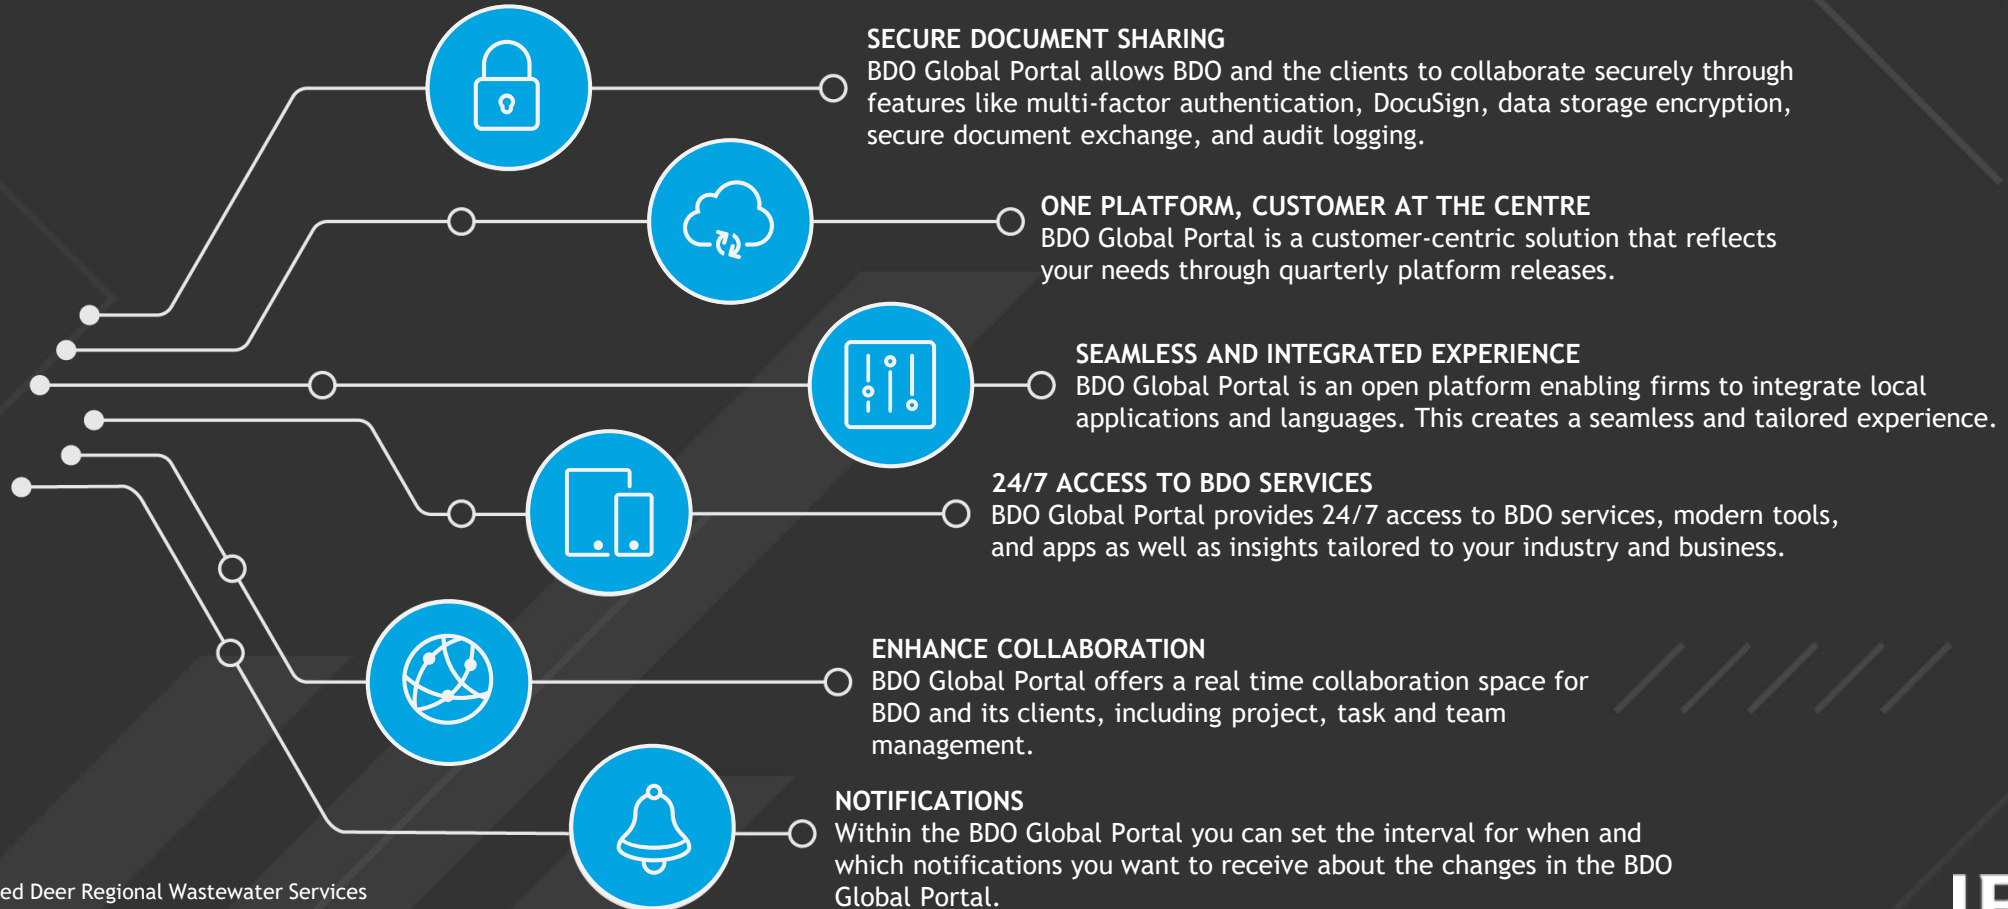 SECURE DOCUMENT SHARING
BDO Global Portal allows BDO and the clients to collaborate securely through
features like multi-factor authentication, DocuSign, data storage encryption,
secure document exchange, and audit logging.
ONE PLATFORM, CUSTOMER AT THE CENTRE
BDO Global Portal is a customer-centric solution that reflects
your needs through quarterly platform releases.
SEAMLESS AND INTEGRATED EXPERIENCE
BDO Global Portal is an open platform enabling firms to integrate local
applications and languages. This creates a seamless and tailored experience.
24/7 ACCESS TO BDO SERVICES
BDO Global Portal provides 24/7 access to BDO services, modern tools,
and apps as well as insights tailored to your industry and business.
ENHANCE COLLABORATION
BDO Global Portal offers a real time collaboration space for
BDO and its clients, including project, task and team
management.
NOTIFICATIONS
Within the BDO Global Portal you can set the interval for when and
which notifications you want to receive about the changes in the BDO
Global Portal.
ed Deer Regional Wastewater Services